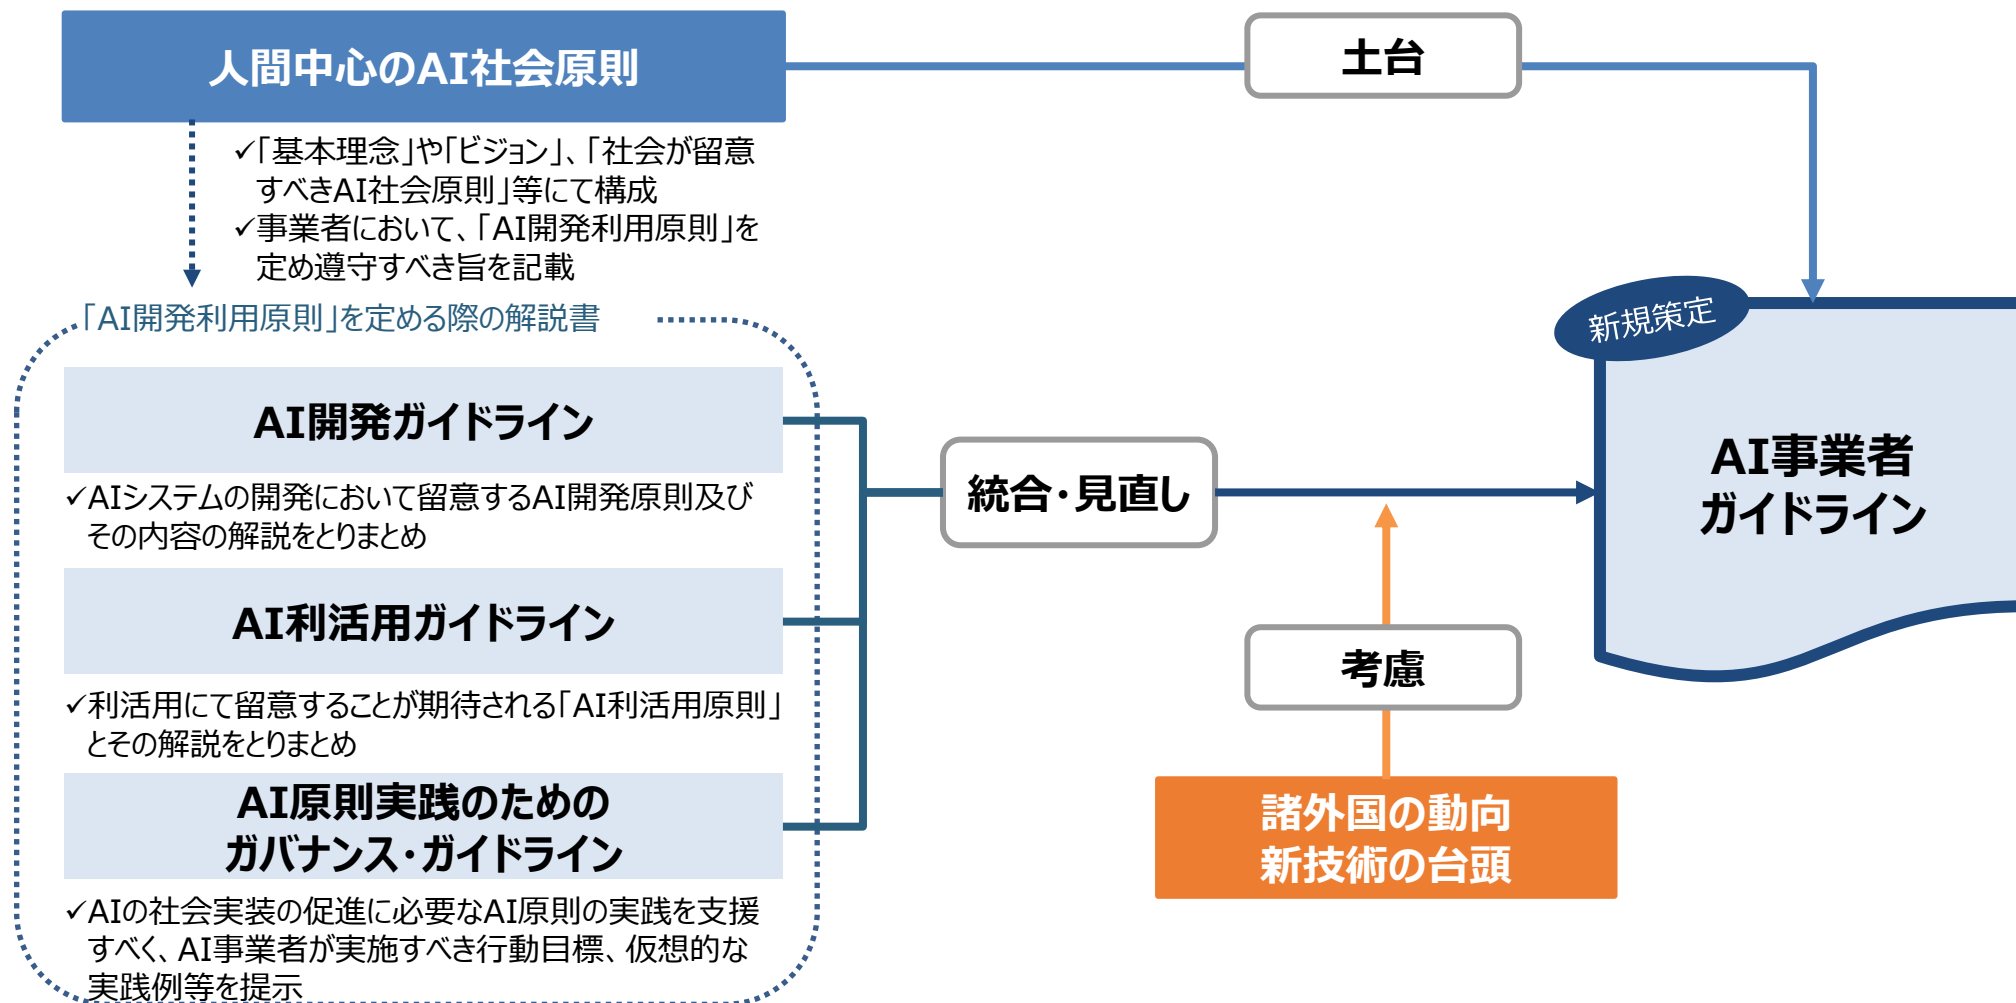 人間中心のAI社会原則
土台
✓「基本理念」や「ビジョン」、「社会が留意
すべきAI社会原則」等にて構成
✓事業者において、「AI開発利用原則」を
定め遵守すべき旨を記載
「AI開発利用原則」を定める際の解説書
新規策定
AI開発ガイドライン
✓AIシステムの開発において留意するAI開発原則及び
その内容の解説をとりまとめ
統合・見直し
AI事業者
ガイドライン
AI利活用ガイドライン
✓利活用にて留意することが期待される「AI利活用原則」
とその解説をとりまとめ
考慮
AI原則実践のための
ガバナンス・ガイドライン
✓AIの社会実装の促進に必要なAI原則の実践を支援
すべく、AI事業者が実施すべき行動目標、仮想的な
実践例等を提示
諸外国の動向
新技術の台頭